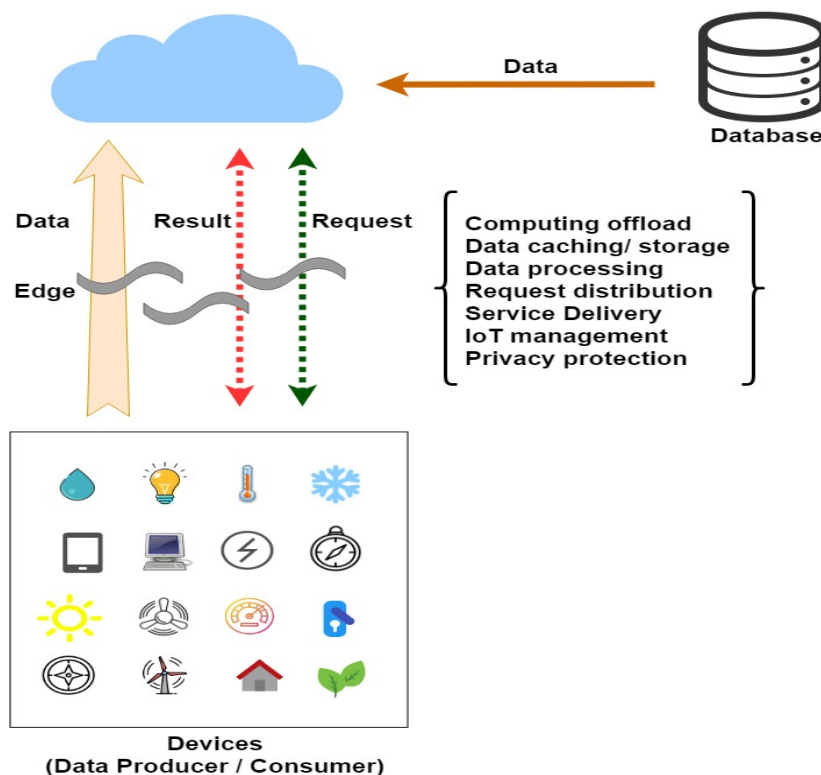 Data
Database
Data
Result
Request
Edge
Computing offload
Data caching/ storage
Data processing
Request distribution
Service Delivery
IoT management
Privacy protection
Devices
(Data Producer / Consumer)